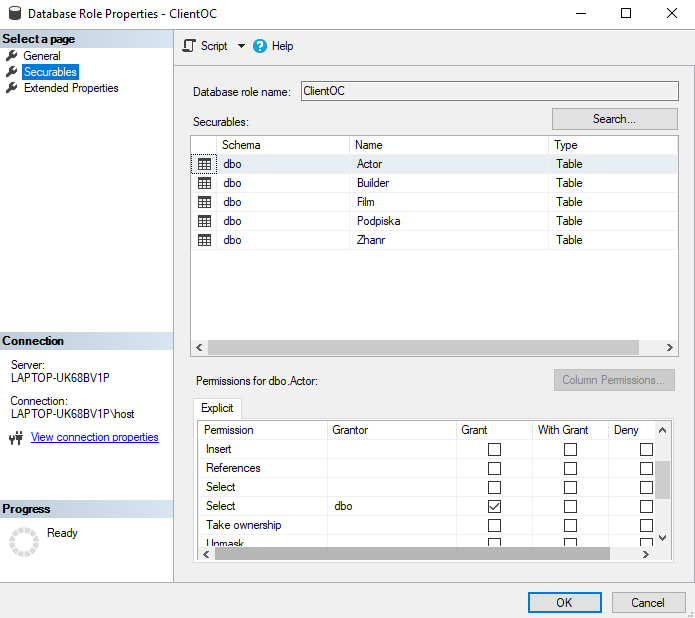 Database Role Properties - ClientOC
Select a page
General
Securables
Extended Properties
Script
Help
Database role name: ClientOC
Securables:
Search...
Schema Name Type
dbo Actor Table
dbo Builder Table
dbo Film Table
dbo Podpiska Table
dbo Zhanr Table
Connection
Server:
LAPTOP-UK68BV1P
Connection:
LAPTOP-UK68BV1P\host
View connection properties
Progress
Ready
Permissions for dbo.Actor:
Column Permissions...
Explicit
Permission Grantor Grant With Grant Deny
Insert
References
Select
Select dbo
Take ownership
Unmask
OK Cancel